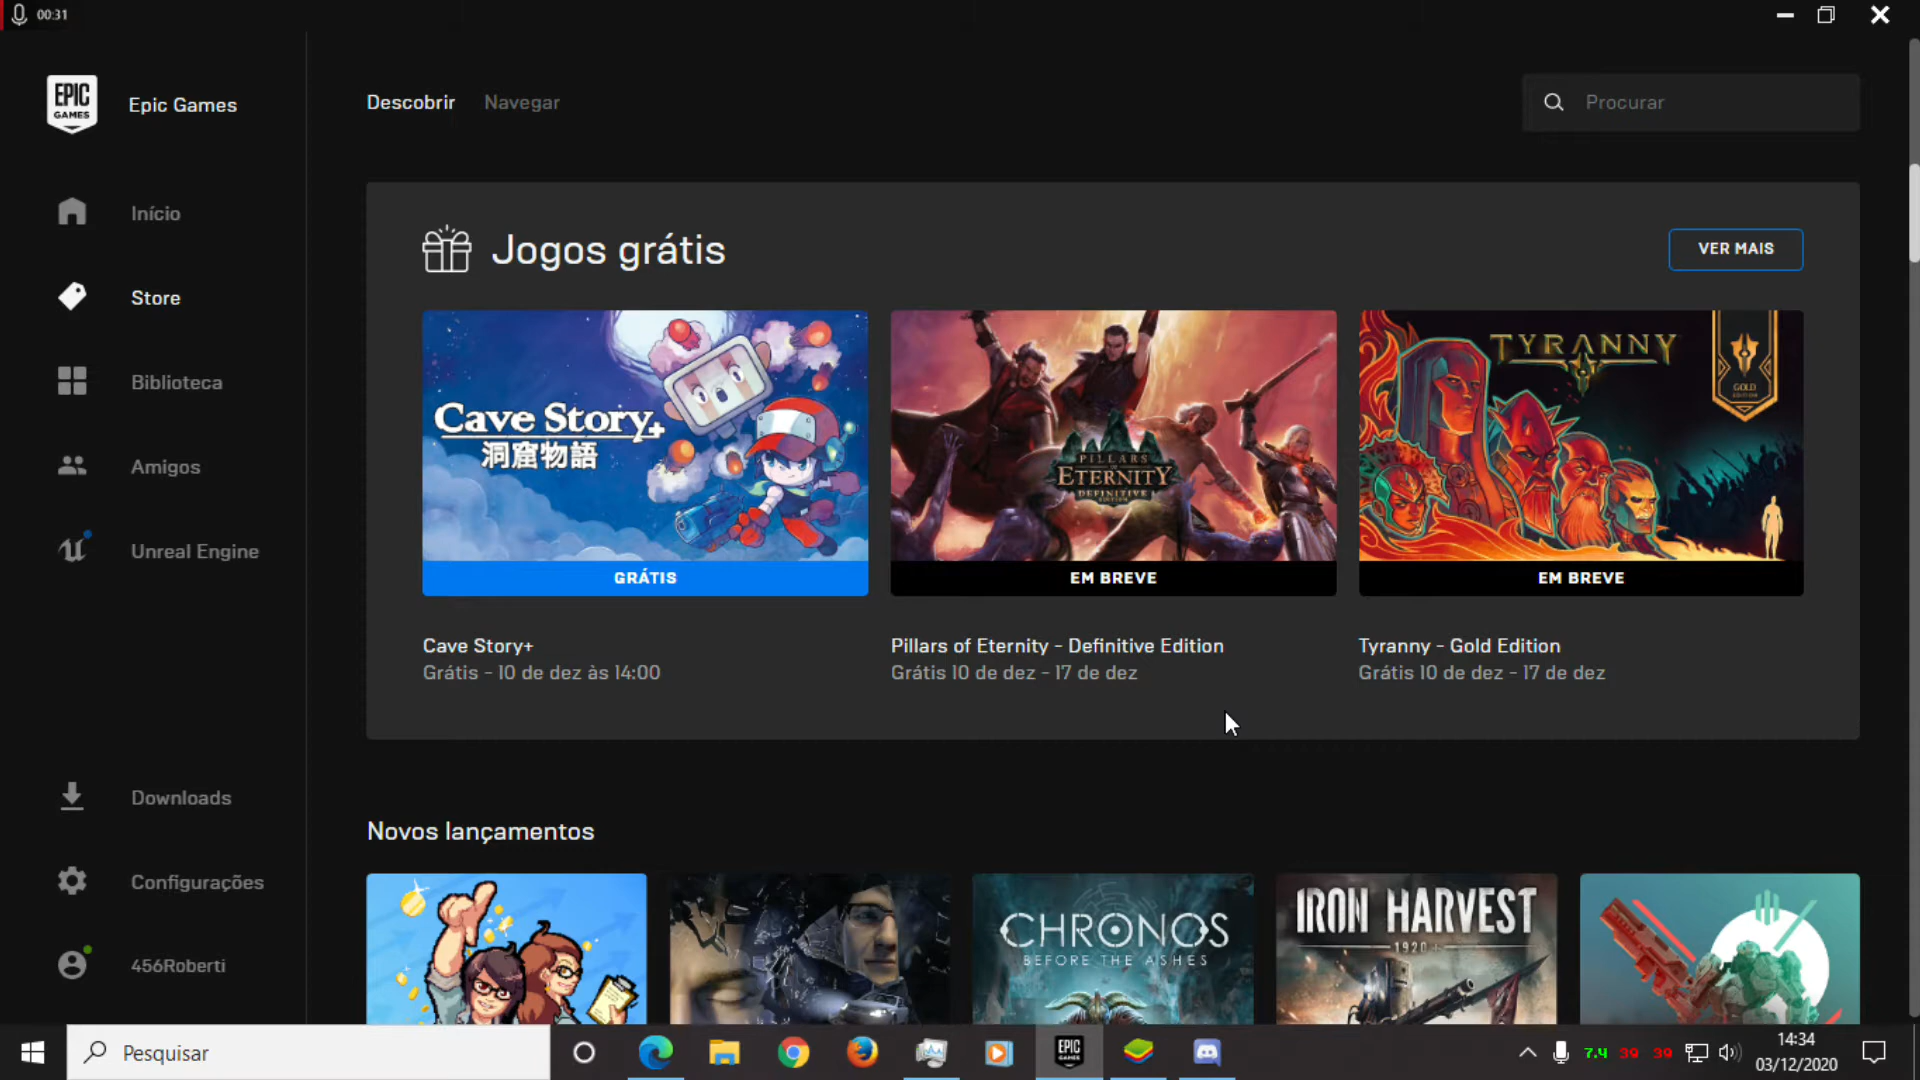 00:31
EPIC
GAMES
Epic Games
Descobrir
Navegar
Procurar
Início
Store
Biblioteca
Amigos
Unreal Engine
Downloads
Configurações
456Roberti
Jogos grátis
VER MAIS
Cave Story+
洞窟物語
GRÁTIS
Cave Story+
Grátis - 10 de dez às 14:00
PILLARS
OF
ETERNITY
DEFINITIVE
EDITION
EM BREVE
Pillars of Eternity - Definitive Edition
Grátis 10 de dez - 17 de dez
TYRANNY
GOLD
EDITION
EM BREVE
Tyranny - Gold Edition
Grátis 10 de dez - 17 de dez
Novos lançamentos
CHRONOS
BEFORE THE ASHES
IRON HARVEST
1920+
Pesquisar
EPIC
GAMES
7.4
39
39
14:34
03/12/2020